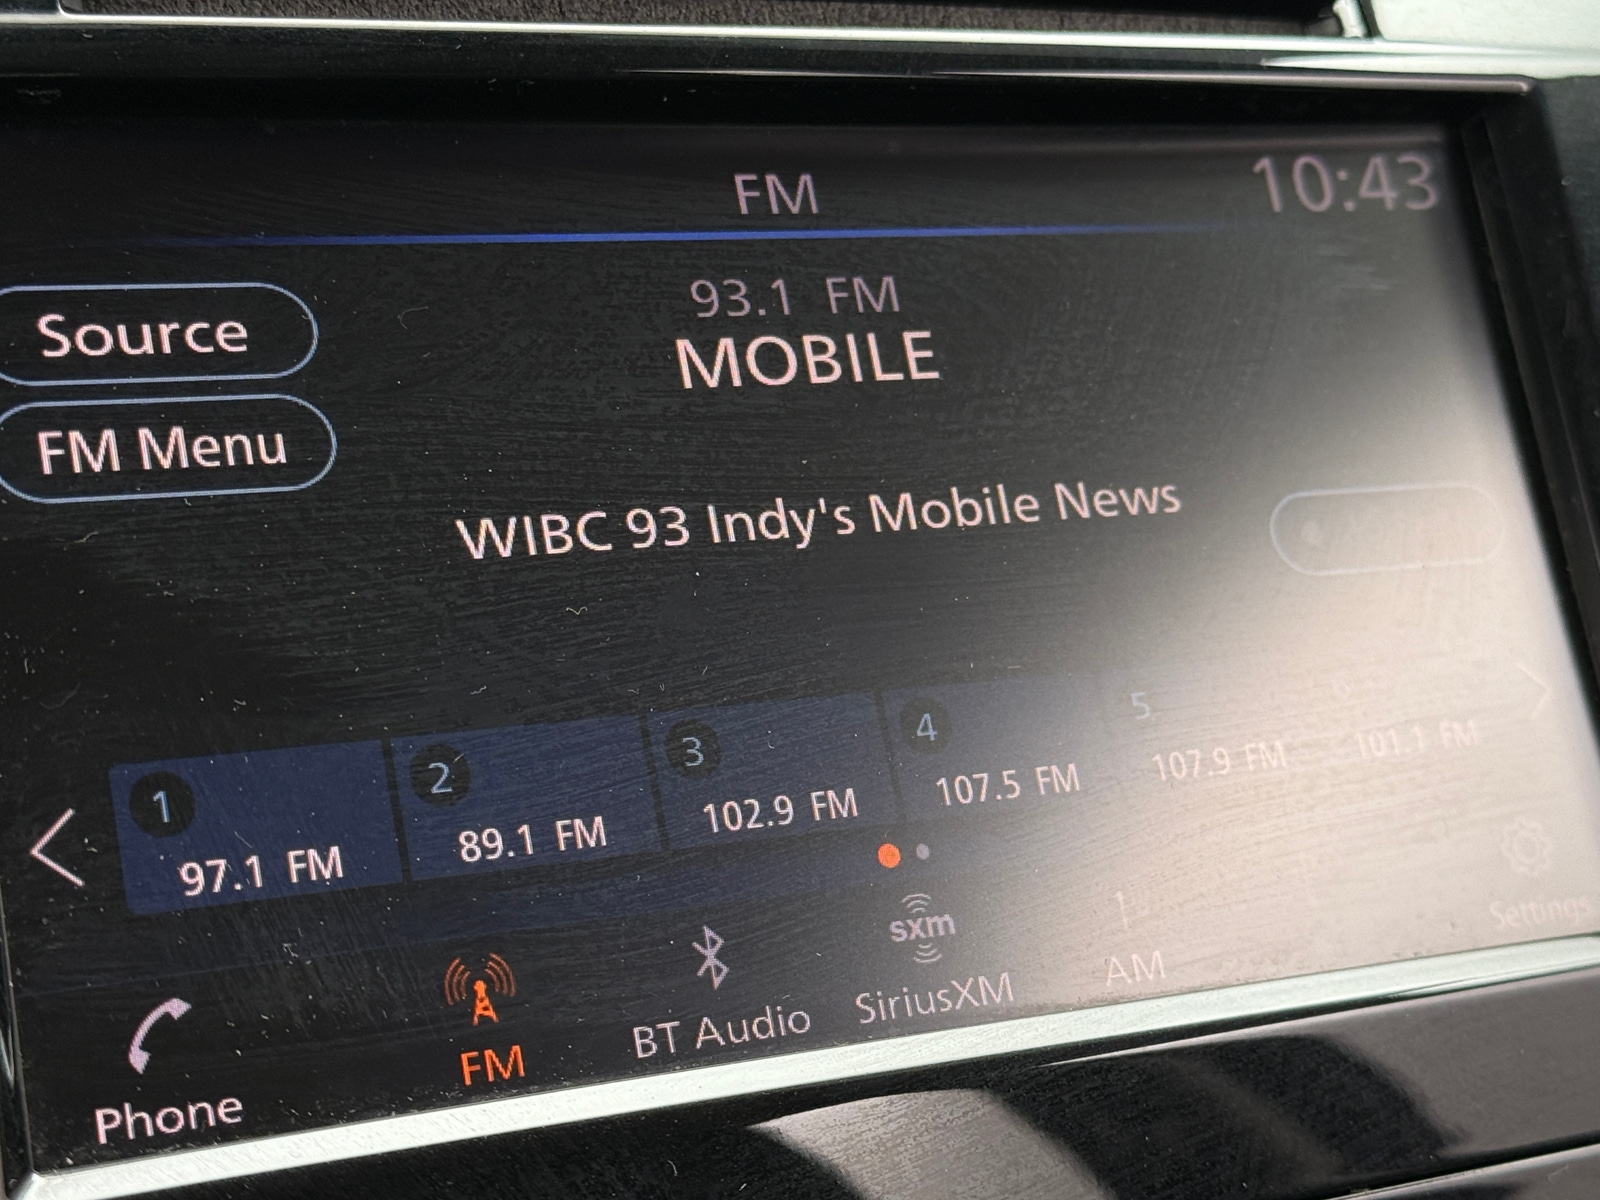 FM
10:43
Source
93.1 FM
MOBILE
FM Menu
WIBC 93 Indy's Mobile News
1
2
3
4
5
6
97.1 FM
89.1 FM
102.9 FM
107.5 FM
107.9 FM
101.1 FM
Phone
FM
BT Audio
sxm
SiriusXM
AM
Settings